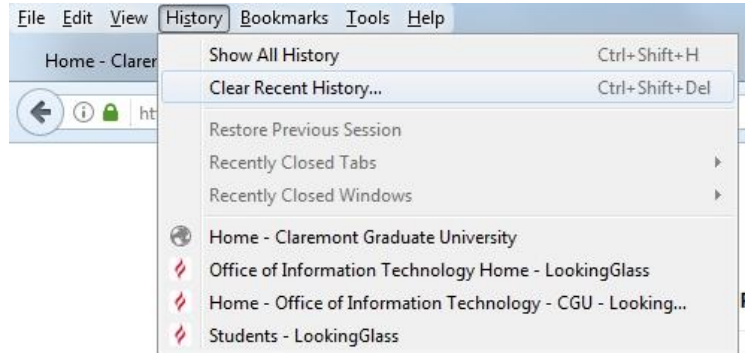 File Edit View History Bookmarks Tools Help
Home - Clarer
Show All History Ctrl+Shift+H
Clear Recent History... Ctrl+Shift+Del
ht
Restore Previous Session
Recently Closed Tabs
Recently Closed Windows
Home - Claremont Graduate University
Office of Information Technology Home - LookingGlass
Home - Office of Information Technology - CGU - Looking...
Students - LookingGlass